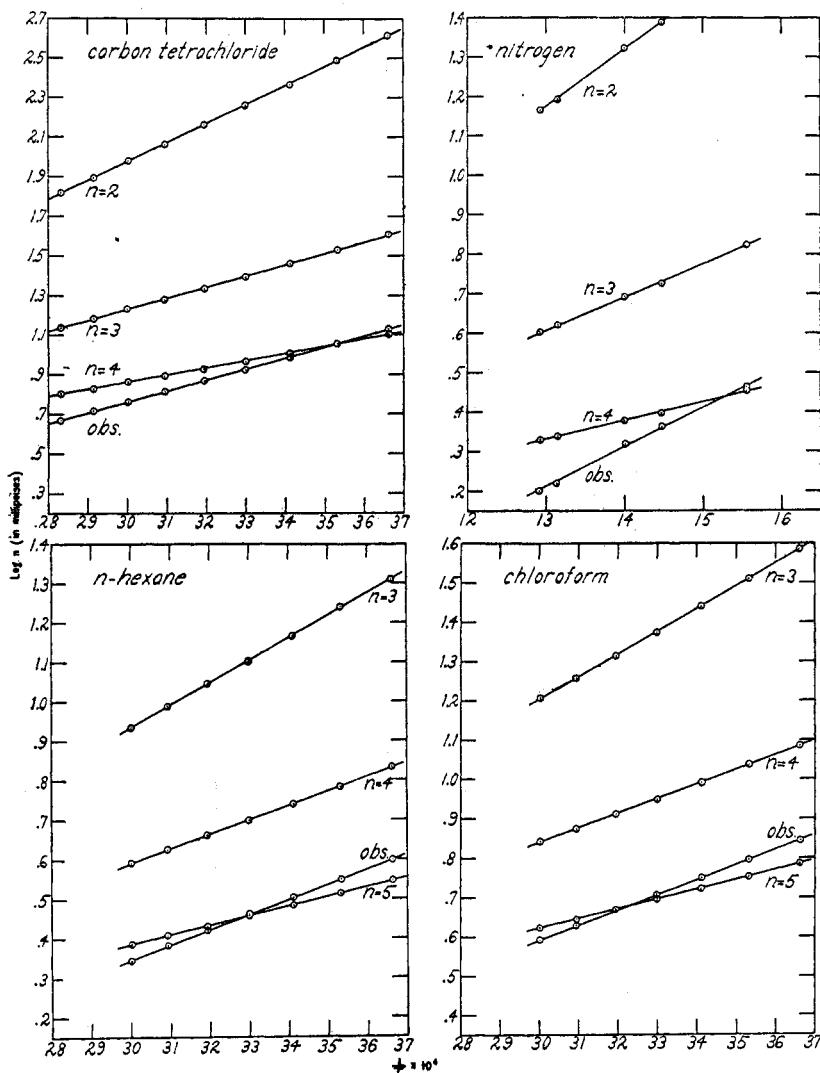 carbon tetrachloride
2.7
2.5
2.3
2.1
1.9
1.7
1.5
1.3
1.1
.9
.7
.5
.3
n=2
n=3
n=4
obs.
28 29 30 31 32 33 34 35 36 37
nitrogen
1.4
1.3
1.2
1.1
1.0
.9
.8
.7
.6
.5
.4
.3
.2
n=2
n=3
n=4
obs.
12 13 14 15 16
Log η (in millipoises)
n-hexane
1.4
1.3
1.2
1.1
1.0
.9
.8
.7
.6
.5
.4
.3
.2
n=3
n=4
obs.
n=5
28 29 30 31 32 33 34 35 36 37
chloroform
1.6
1.5
1.4
1.3
1.2
1.1
1.0
.9
.8
.7
.6
.5
.4
n=3
n=4
obs.
n=5
28 29 30 31 32 33 34 35 36 37
× 10⁴